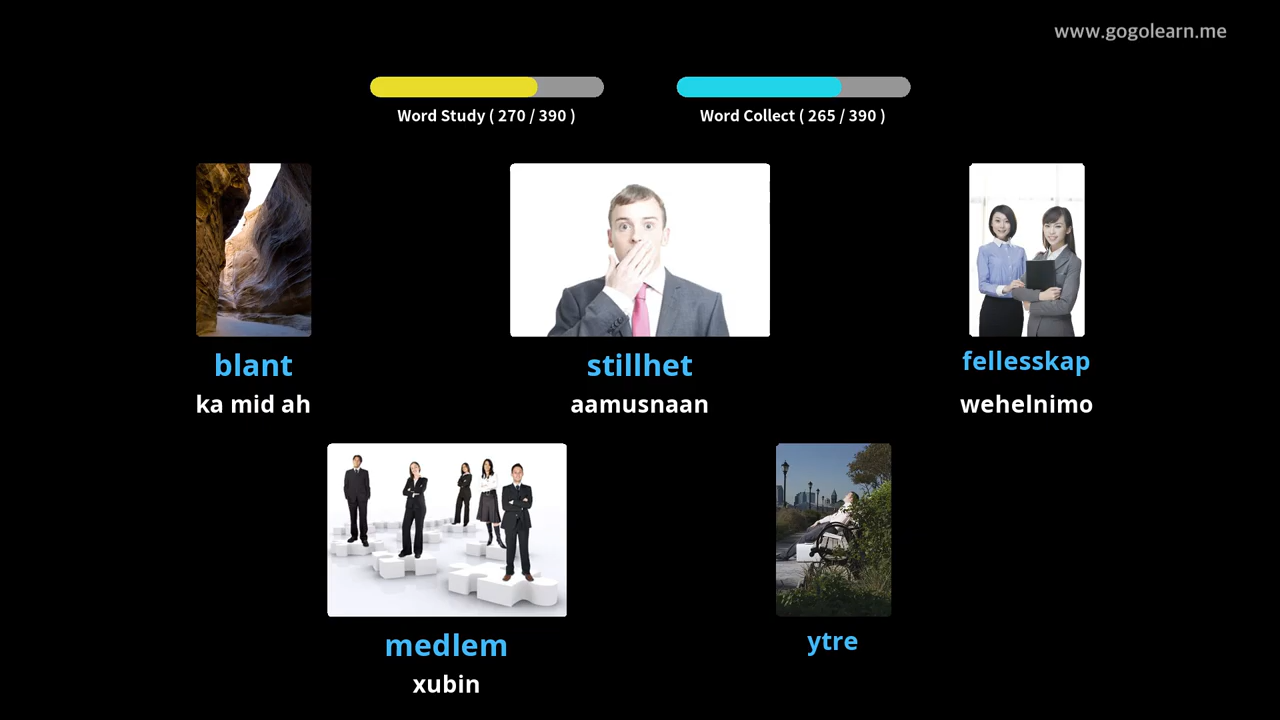 www.gogolearn.me
Word Study ( 270 / 390 )
Word Collect ( 265 / 390 )
blant
ka mid ah
stillhet
aamusnaan
fellesskap
wehelnimo
medlem
xubin
ytre